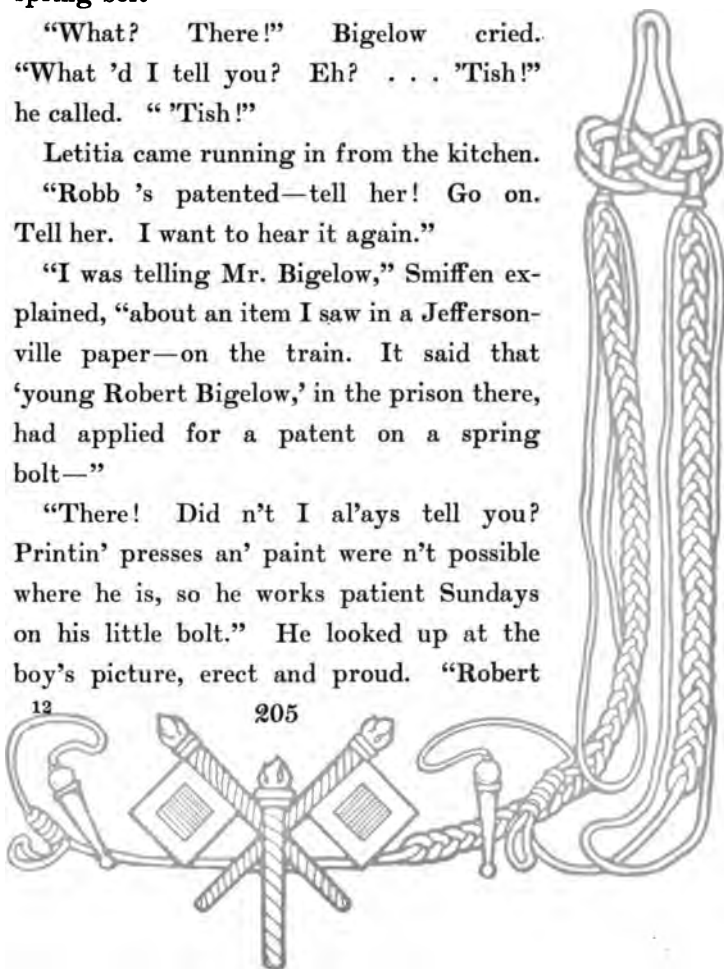 “What? There!” Bigelow cried.
“What ’d I tell you? Eh? . . . ’Tish!”
he called. “ ’Tish!”
Letitia came running in from the kitchen.
“Robb ’s patented—tell her! Go on.
Tell her. I want to hear it again.”
“I was telling Mr. Bigelow,” Smiffen ex-
plained, “about an item I saw in a Jefferson-
ville paper—on the train. It said that
‘young Robert Bigelow,’ in the prison there,
had applied for a patent on a spring
bolt—”
“There! Did n’t I al’ays tell you?
Printin’ presses an’ paint were n’t possible
where he is, so he works patient Sundays
on his little bolt.” He looked up at the
boy’s picture, erect and proud. “Robert
12 205